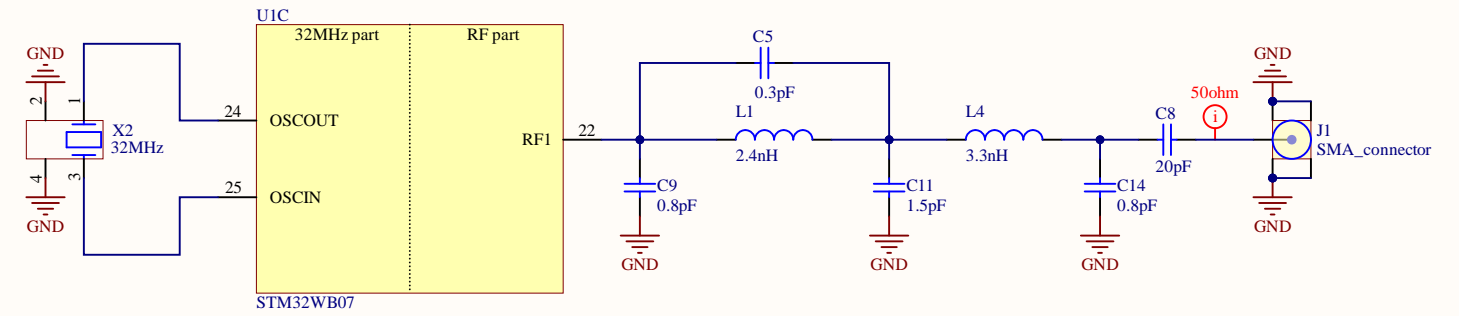 U1C
32MHz part
RF part
GND
2
1
X2
32MHz
4
3
GND
24
OSCOUT
25
OSCIN
RF1
22
STM32WB07
C5
0.3pF
L1
2.4nH
C9
0.8pF
GND
C11
1.5pF
GND
L4
3.3nH
C14
0.8pF
GND
C8
20pF
50ohm
i
GND
J1
SMA_connector
GND